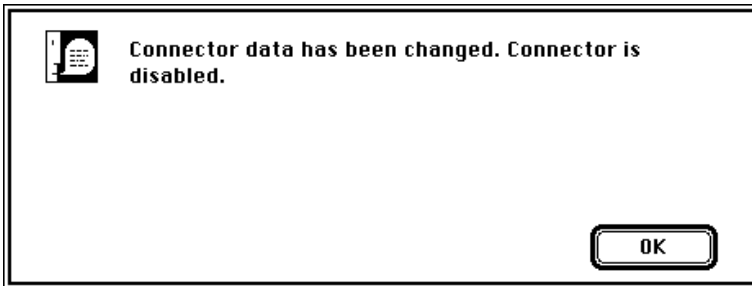 Connector data has been changed. Connector is
disabled.
OK